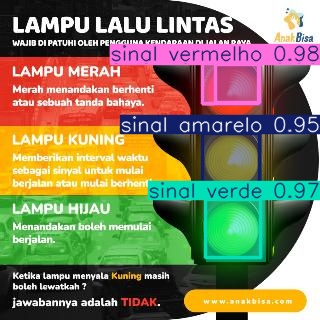 LAMPU LALU LINTAS
AnakBisa
WAJIB DI PATUHI OLEH PENGGUNA KENDARAAN DI JALAN RAYA
sinal vermelho 0.98
LAMPU MERAH
Merah menandakan berhenti
atau sebuah tanda bahaya.
sinal amarelo 0.95
LAMPU KUNING
Memberikan interval waktu
sebagai sinyal untuk mulai
berjalan atau mulai berhenti
sinal verde 0.97
LAMPU HIJAU
Menandakan boleh memulai
berjalan.
Ketika lampu menyala Kuning masih
boleh lewatkah ?
jawabannya adalah TIDAK.
www.anakbisa.com